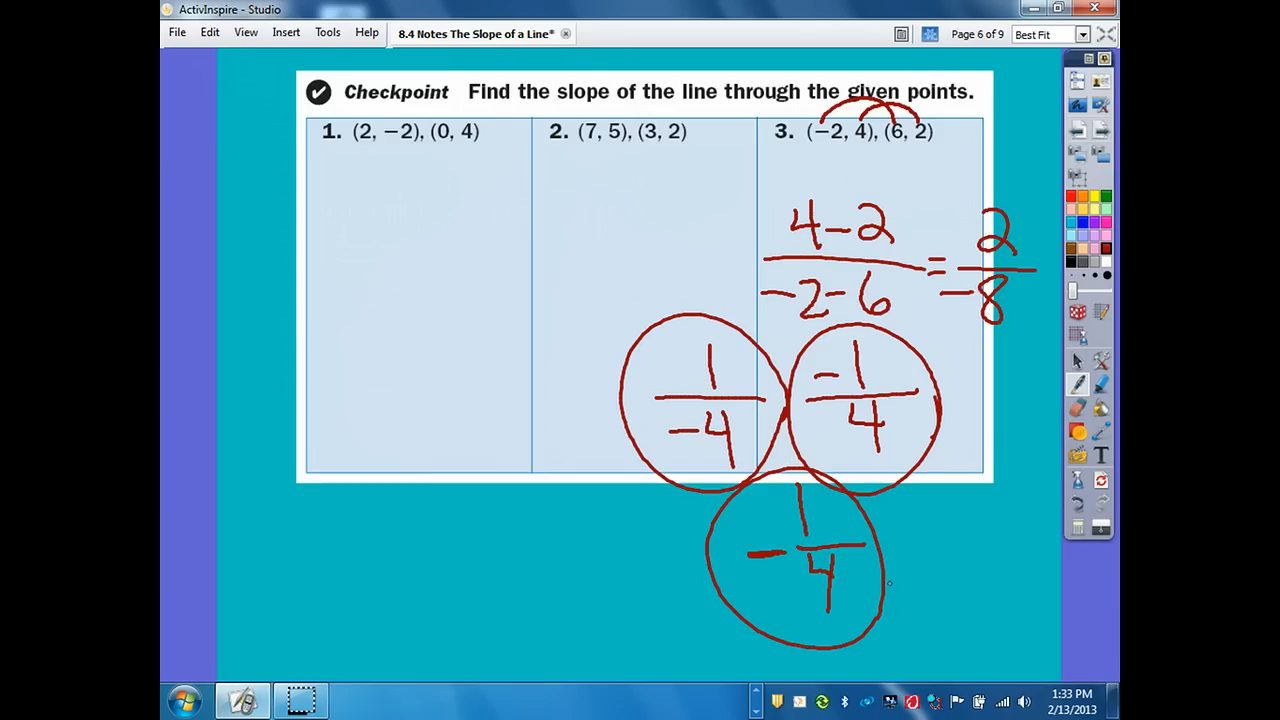 ActivInspire - Studio
File Edit View Insert Tools Help 8.4 Notes The Slope of a Line* Page 6 of 9 Best Fit
Checkpoint Find the slope of the line through the given points.
1. (2, −2), (0, 4) 2. (7, 5), (3, 2) 3. (−2, 4), (6, 2)
4-2 2
= 
-2-6 -8
1 -1
-4 4
1
-
4
1:33 PM
2/13/2013